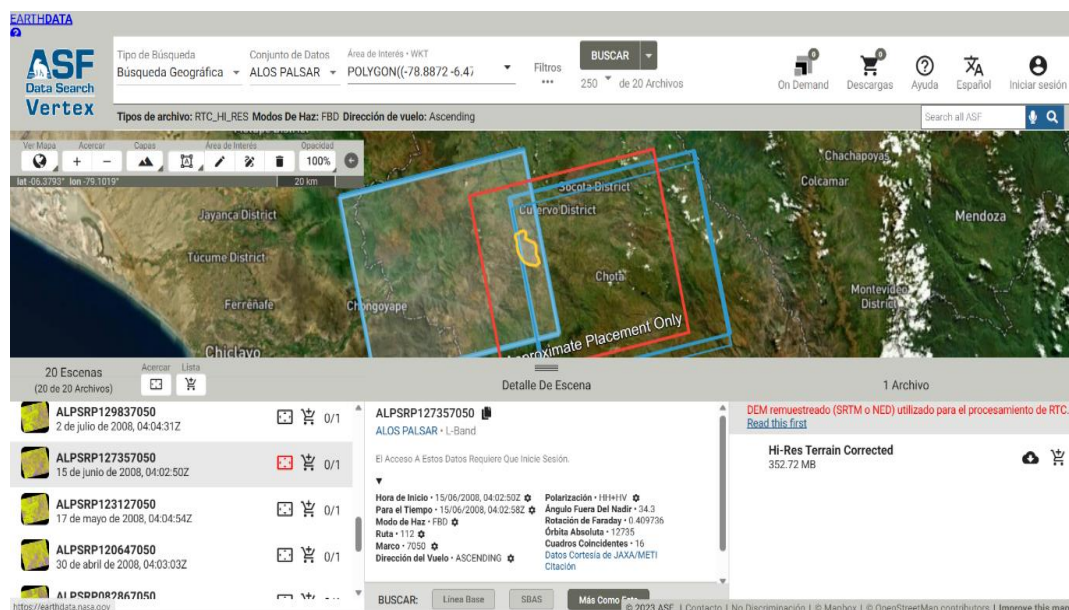 EARTHDATA
ASF
Data Search
Vertex
Tipo de Búsqueda
Búsqueda Geográfica
Conjunto de Datos
ALOS PALSAR
Área de Interés • WKT
POLYGON((-78.8872 -6.47
Filtros
BUSCAR
250 de 20 Archivos
0
On Demand
0
Descargas
Ayuda
Español
Iniciar sesión
Tipos de archivo: RTC_HI_RES Modos De Haz: FBD Dirección de vuelo: Ascending
Search all ASF
Ver Mapa
Acercar
Capas
Área de Interés
Opacidad
100%
lat -06.3793° lon -79.1019°
20 km
Chachapoyas
Colcamar
Socota District
Cutervo District
Jayanca District
Mendoza
Túcume District
Chota
Montevideo
District
Ferreñafe
Chongoyape
Chiclayo
Approximate Placement Only
20 Escenas
(20 de 20 Archivos)
Acercar
Lista
Detalle De Escena
1 Archivo
ALPSRP129837050
2 de julio de 2008, 04:04:31Z
0/1
ALPSRP127357050
15 de junio de 2008, 04:02:50Z
0/1
ALPSRP123127050
17 de mayo de 2008, 04:04:54Z
0/1
ALPSRP120647050
30 de abril de 2008, 04:03:03Z
0/1
ALPSRP082867050
https://earthdata.nasa.gov
ALPSRP127357050
ALOS PALSAR • L-Band
El Acceso A Estos Datos Requiere Que Inicie Sesión.
Hora de Inicio • 15/06/2008, 04:02:50Z
Para el Tiempo • 15/06/2008, 04:02:58Z
Modo de Haz • FBD
Ruta • 112
Marco • 7050
Dirección del Vuelo • ASCENDING
Polarización • HH+HV
Ángulo Fuera Del Nadir • 34.3
Rotación de Faraday • 0.409736
Órbita Absoluta • 12735
Cuadros Coincidentes • 16
Datos Cortesía de JAXA/METI
Citación
BUSCAR:
Línea Base
SBAS
Más Como Esto
DEM remuestreado (SRTM o NED) utilizado para el procesamiento de RTC.
Read this first
Hi-Res Terrain Corrected
352.72 MB
© 2023 ASF | Contacto | No Discriminación | © Mapbox | © OpenStreetMap contributors | Improve this map